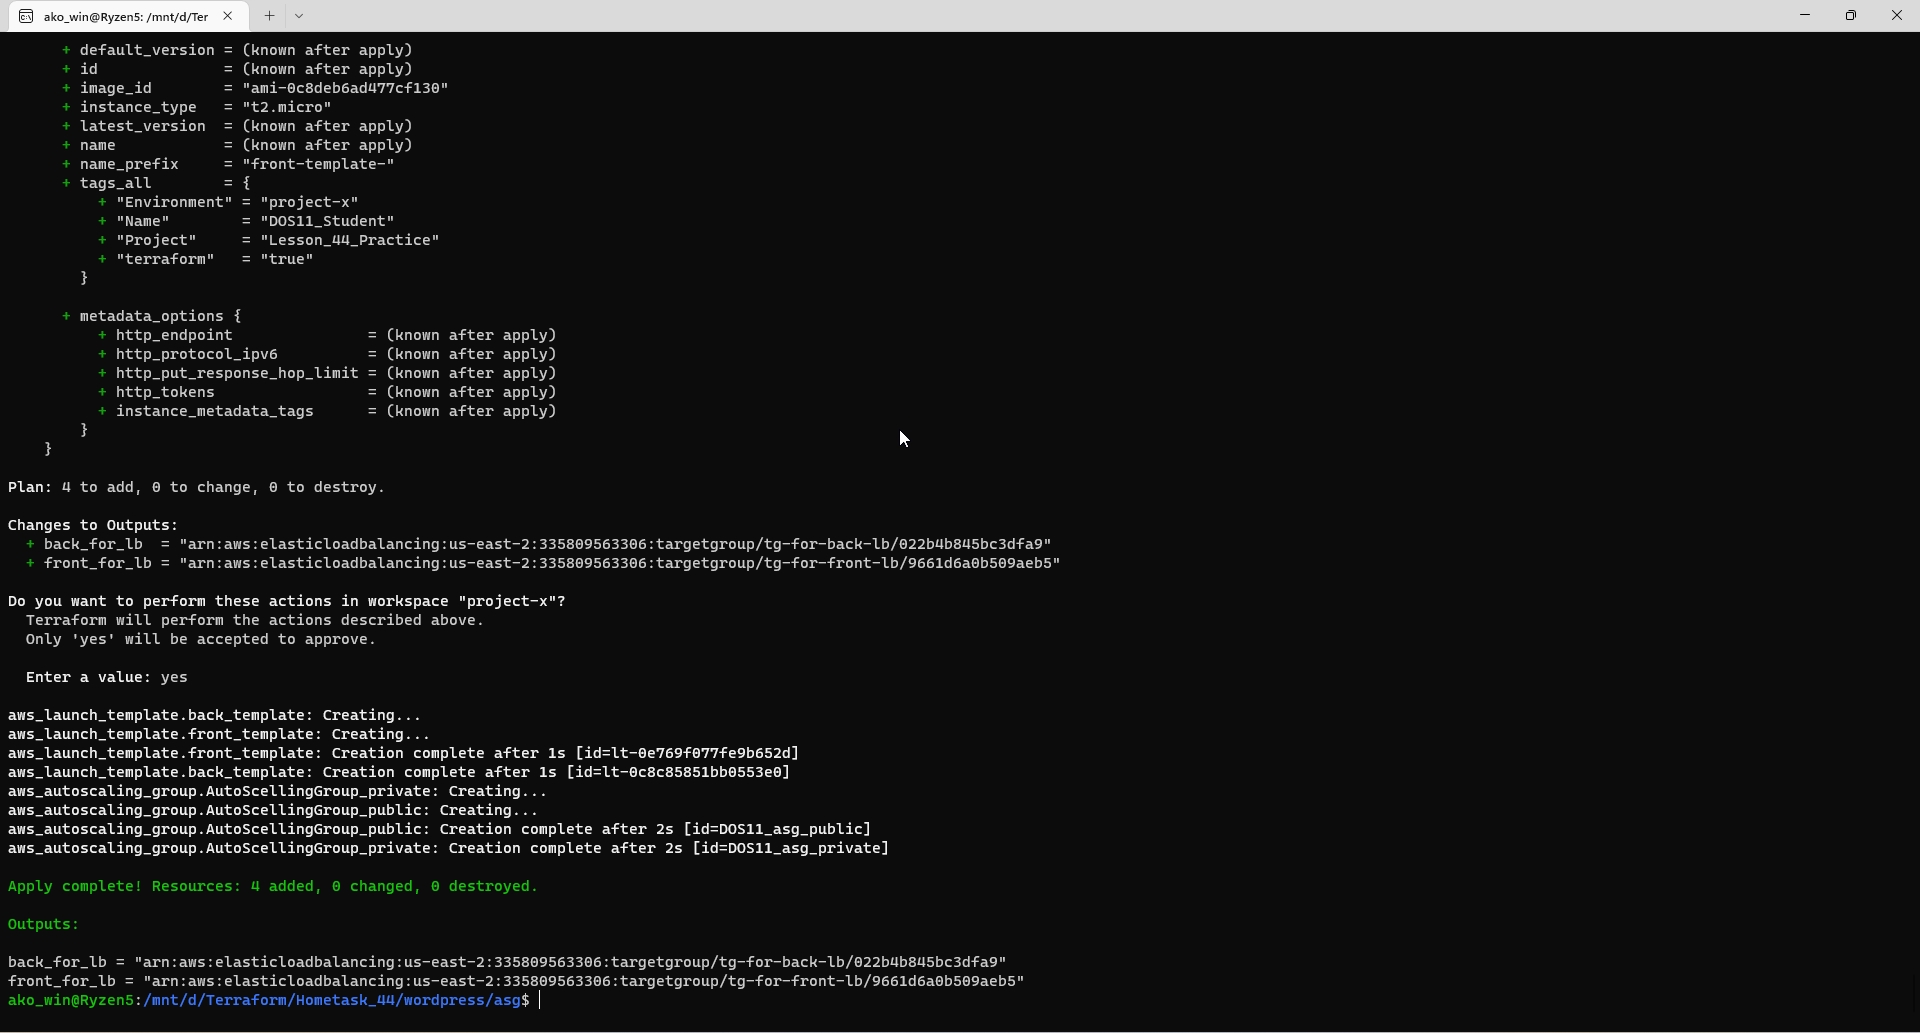 ako_win@Ryzen5: /mnt/d/Ter
+ default_version = (known after apply)
+ id              = (known after apply)
+ image_id        = "ami-0c8deb6ad477cf130"
+ instance_type   = "t2.micro"
+ latest_version  = (known after apply)
+ name            = (known after apply)
+ name_prefix     = "front-template-"
+ tags_all        = {
+ "Environment" = "project-x"
+ "Name"        = "DOS11_Student"
+ "Project"     = "Lesson_44_Practice"
+ "terraform"   = "true"
}
+ metadata_options {
+ http_endpoint               = (known after apply)
+ http_protocol_ipv6          = (known after apply)
+ http_put_response_hop_limit = (known after apply)
+ http_tokens                 = (known after apply)
+ instance_metadata_tags      = (known after apply)
}
}
Plan: 4 to add, 0 to change, 0 to destroy.
Changes to Outputs:
+ back_for_lb  = "arn:aws:elasticloadbalancing:us-east-2:335809563306:targetgroup/tg-for-back-lb/022b4b845bc3dfa9"
+ front_for_lb = "arn:aws:elasticloadbalancing:us-east-2:335809563306:targetgroup/tg-for-front-lb/9661d6a0b509aeb5"
Do you want to perform these actions in workspace "project-x"?
Terraform will perform the actions described above.
Only 'yes' will be accepted to approve.
Enter a value: yes
aws_launch_template.back_template: Creating...
aws_launch_template.front_template: Creating...
aws_launch_template.front_template: Creation complete after 1s [id=lt-0e769f077fe9b652d]
aws_launch_template.back_template: Creation complete after 1s [id=lt-0c8c85851bb0553e0]
aws_autoscaling_group.AutoScellingGroup_private: Creating...
aws_autoscaling_group.AutoScellingGroup_public: Creating...
aws_autoscaling_group.AutoScellingGroup_public: Creation complete after 2s [id=DOS11_asg_public]
aws_autoscaling_group.AutoScellingGroup_private: Creation complete after 2s [id=DOS11_asg_private]
Apply complete! Resources: 4 added, 0 changed, 0 destroyed.
Outputs:
back_for_lb = "arn:aws:elasticloadbalancing:us-east-2:335809563306:targetgroup/tg-for-back-lb/022b4b845bc3dfa9"
front_for_lb = "arn:aws:elasticloadbalancing:us-east-2:335809563306:targetgroup/tg-for-front-lb/9661d6a0b509aeb5"
ako_win@Ryzen5:/mnt/d/Terraform/Hometask_44/wordpress/asg$